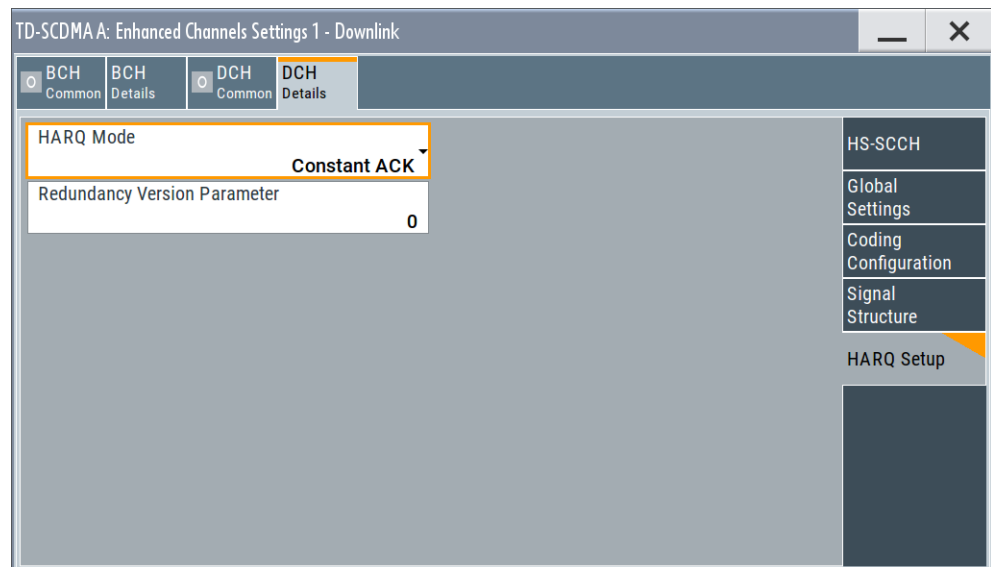 TD-SCDMA A: Enhanced Channels Settings 1 - Downlink
BCH Common
BCH Details
DCH Common
DCH Details
HARQ Mode
Constant ACK
Redundancy Version Parameter
0
HS-SCCH
Global
Settings
Coding
Configuration
Signal
Structure
HARQ Setup